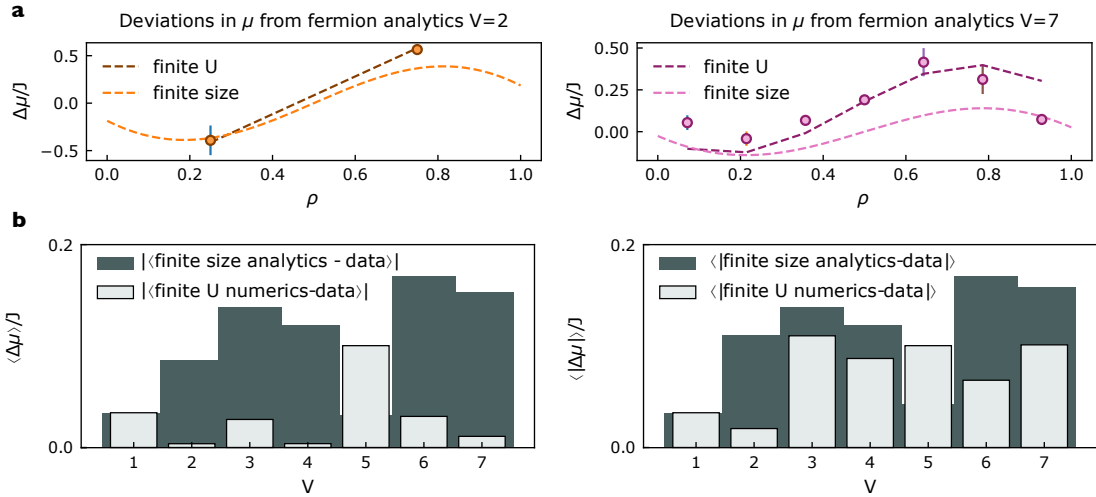 a
Deviations in μ from fermion analytics V=2
Δμ/J
0.5
0.0
−0.5
finite U
finite size
0.0 0.2 0.4 0.6 0.8 1.0
ρ
Deviations in μ from fermion analytics V=7
Δμ/J
0.50
0.25
0.00
finite U
finite size
0.0 0.2 0.4 0.6 0.8 1.0
ρ
b
⟨Δμ⟩/J
0.2
0.0
|⟨finite size analytics - data⟩|
|⟨finite U numerics-data⟩|
1 2 3 4 5 6 7
V
⟨|Δμ|⟩/J
0.2
0.0
⟨|finite size analytics-data|⟩
⟨|finite U numerics-data|⟩
1 2 3 4 5 6 7
V